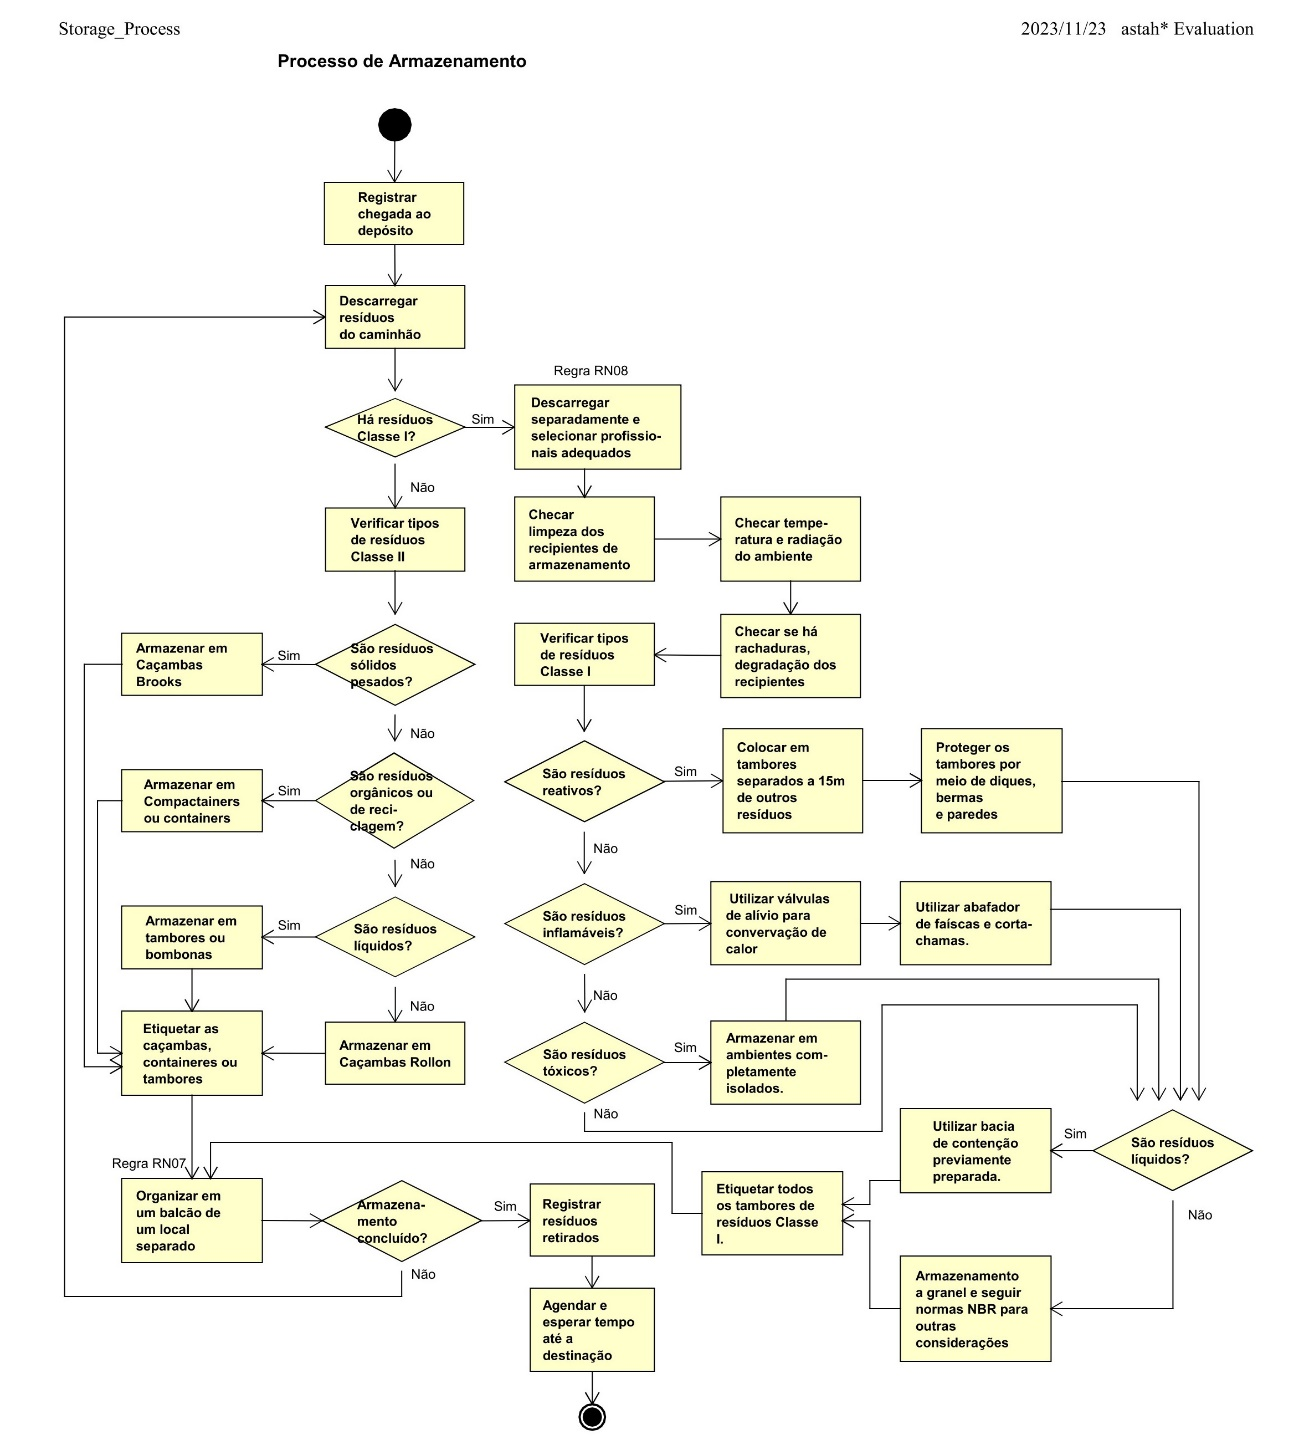 Storage_Process
2023/11/23 astah* Evaluation
Processo de Armazenamento
Registrar
chegada ao
depósito
Descarregar
resíduos
do caminhão
Regra RN08
Há resíduos
Classe I?
Sim
Descarregar
separadamente e
selecionar profissio-
nais adequados
Não
Verificar tipos
de resíduos
Classe II
Checar
limpeza dos
recipientes de
armazenamento
Checar tempe-
ratura e radiação
do ambiente
Armazenar em
Caçambas
Brooks
Sim
São resíduos
sólidos
pesados?
Verificar tipos
de resíduos
Classe I
Checar se há
rachaduras,
degradação dos
recipientes
Não
Armazenar em
Compactainers
ou containers
Sim
São resíduos
orgânicos ou
de reci-
clagem?
São resíduos
reativos?
Sim
Colocar em
tambores
separados a 15m
de outros
resíduos
Proteger os
tambores por
meio de diques,
bermas
e paredes
Não
Não
Armazenar em
tambores ou
bombonas
Sim
São resíduos
líquidos?
São resíduos
inflamáveis?
Sim
Utilizar válvulas
de alívio para
convervação de
calor
Utilizar abafador
de faíscas e corta-
chamas.
Não
Não
Etiquetar as
caçambas,
containeres ou
tambores
Armazenar em
Caçambas Rollon
São resíduos
tóxicos?
Sim
Armazenar em
ambientes com-
pletamente
isolados.
Não
Utilizar bacia
de contenção
previamente
preparada.
Sim
São resíduos
líquidos?
Regra RN07
Organizar em
um balcão de
um local
separado
Armazena-
mento
concluído?
Sim
Registrar
resíduos
retirados
Etiquetar todos
os tambores de
resíduos Classe
I.
Não
Não
Agendar e
esperar tempo
até a
destinação
Armazenamento
a granel e seguir
normas NBR para
outras
considerações